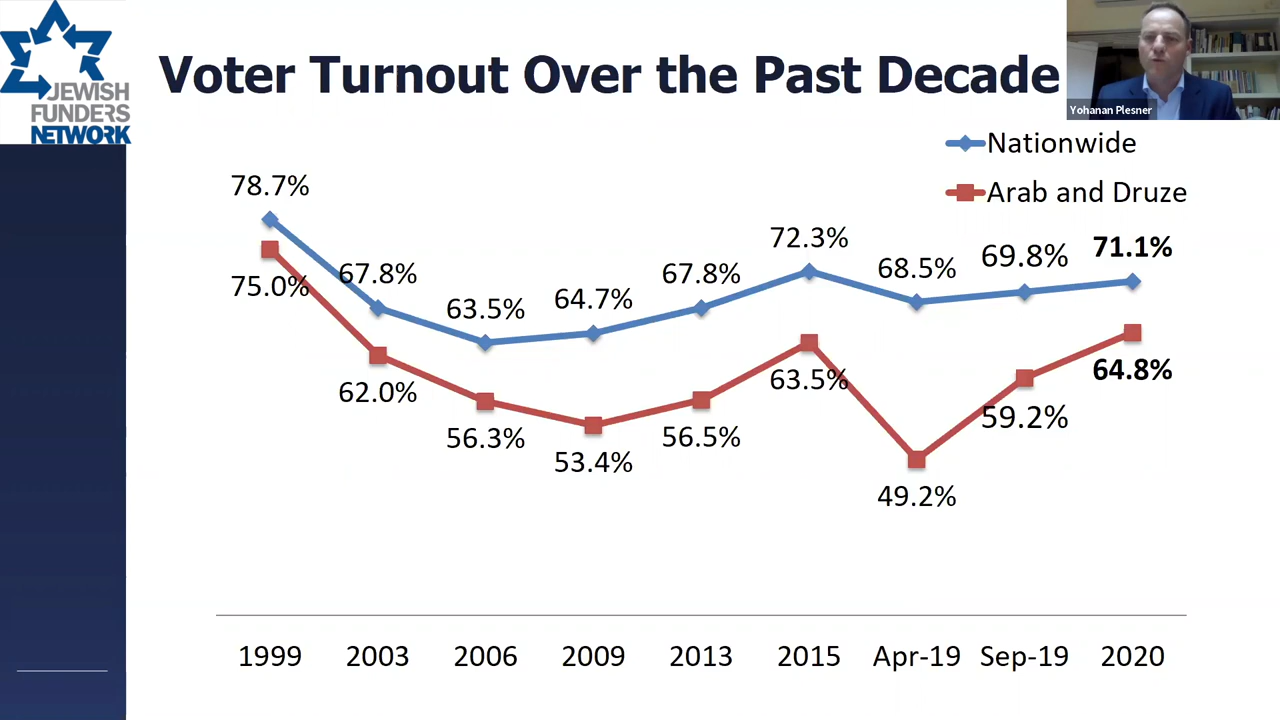 JEWISH
FUNDERS
NETWORK
Voter Turnout Over the Past Decade
Yohanan Plesner
Nationwide
Arab and Druze
78.7%
67.8%
63.5%
64.7%
67.8%
72.3%
68.5%
69.8%
71.1%
75.0%
62.0%
56.3%
53.4%
56.5%
63.5%
49.2%
59.2%
64.8%
1999 2003 2006 2009 2013 2015 Apr-19 Sep-19 2020